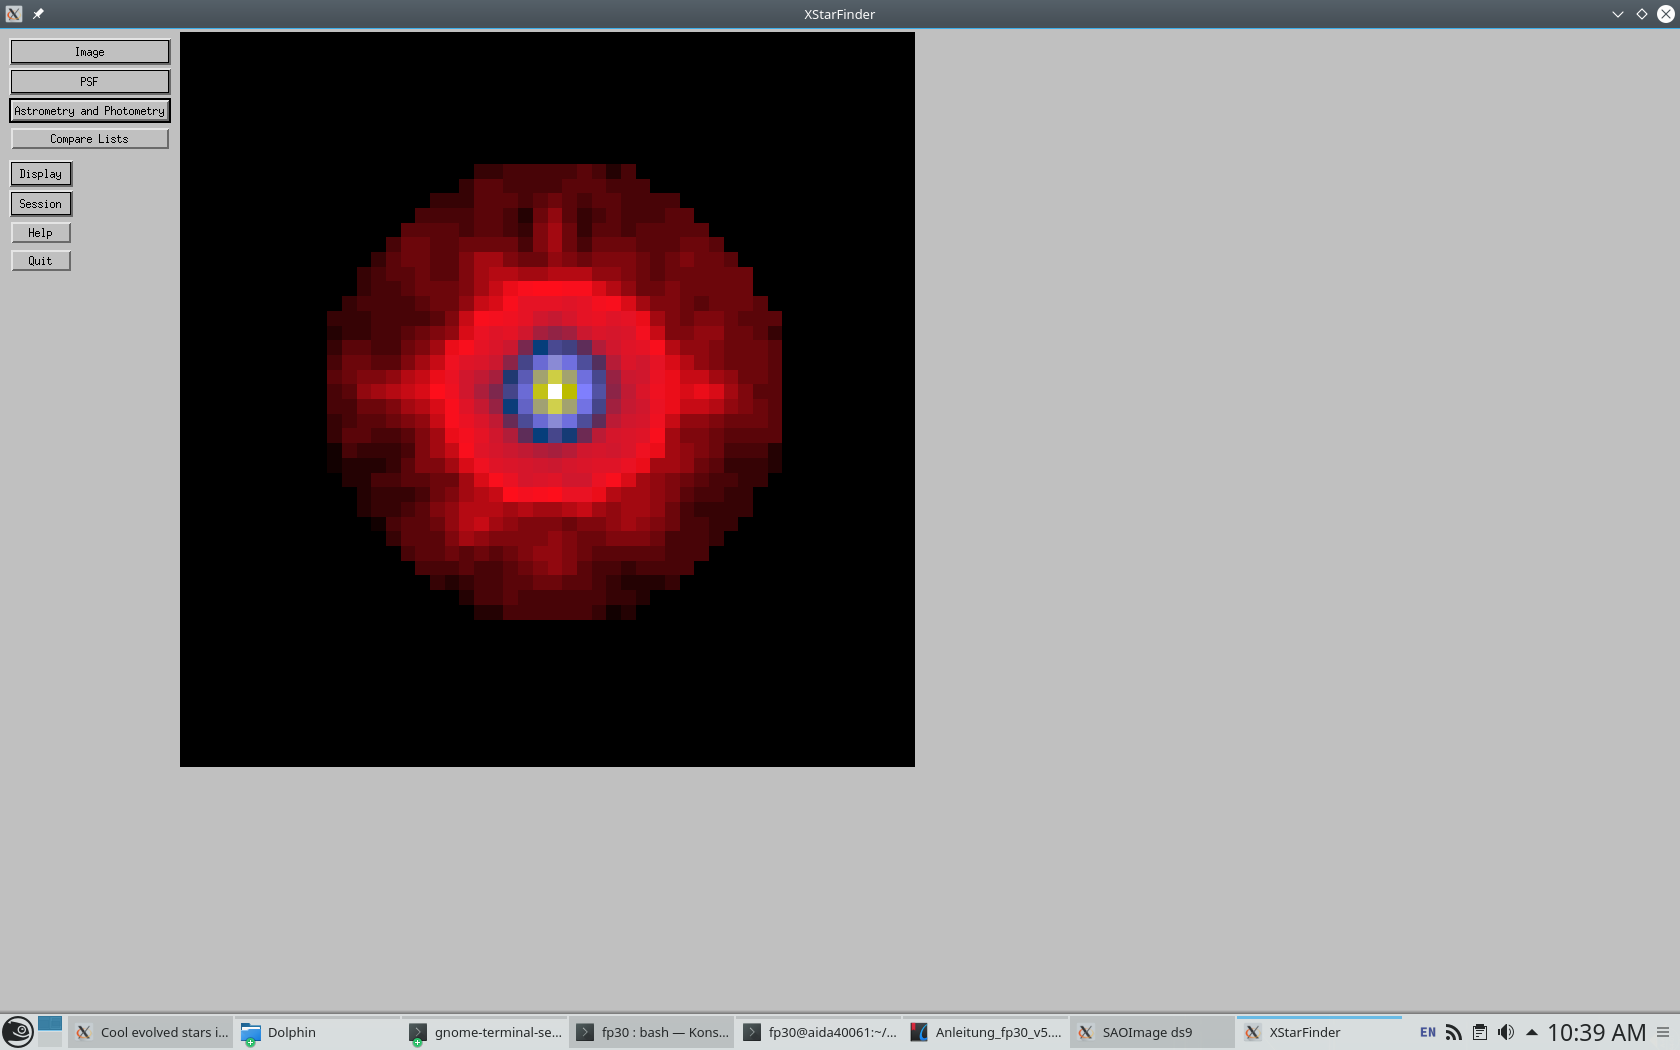 XStarFinder
Image
PSF
Astrometry and Photometry
Compare Lists
Display
Session
Help
Quit
Cool evolved stars i...
Dolphin
gnome-terminal-se...
fp30 : bash — Kons...
fp30@aida40061:~/...
Anleitung_fp30_v5....
SAOImage ds9
XStarFinder
EN
10:39 AM